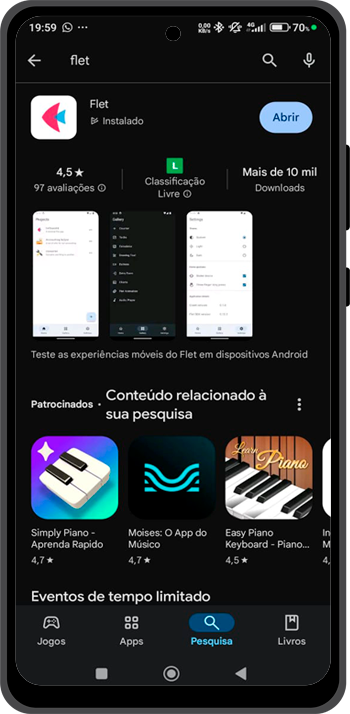 19:59
0,00
KB/s
4G
70%
flet
Flet
Instalado
Abrir
4,5★
97 avaliações
L
Classificação
Livre
Mais de 10 mil
Downloads
Teste as experiências móveis do Flet em dispositivos Android
Patrocinados • Conteúdo relacionado à
sua pesquisa
Learn
Piano
Simply Piano -
Aprenda Rapido
4,7★
Moises: O App do
Músico
4,7★
Easy Piano
Keyboard - Piano...
4,5★
In
M
4,
Eventos de tempo limitado
Jogos
Apps
Pesquisa
Livros